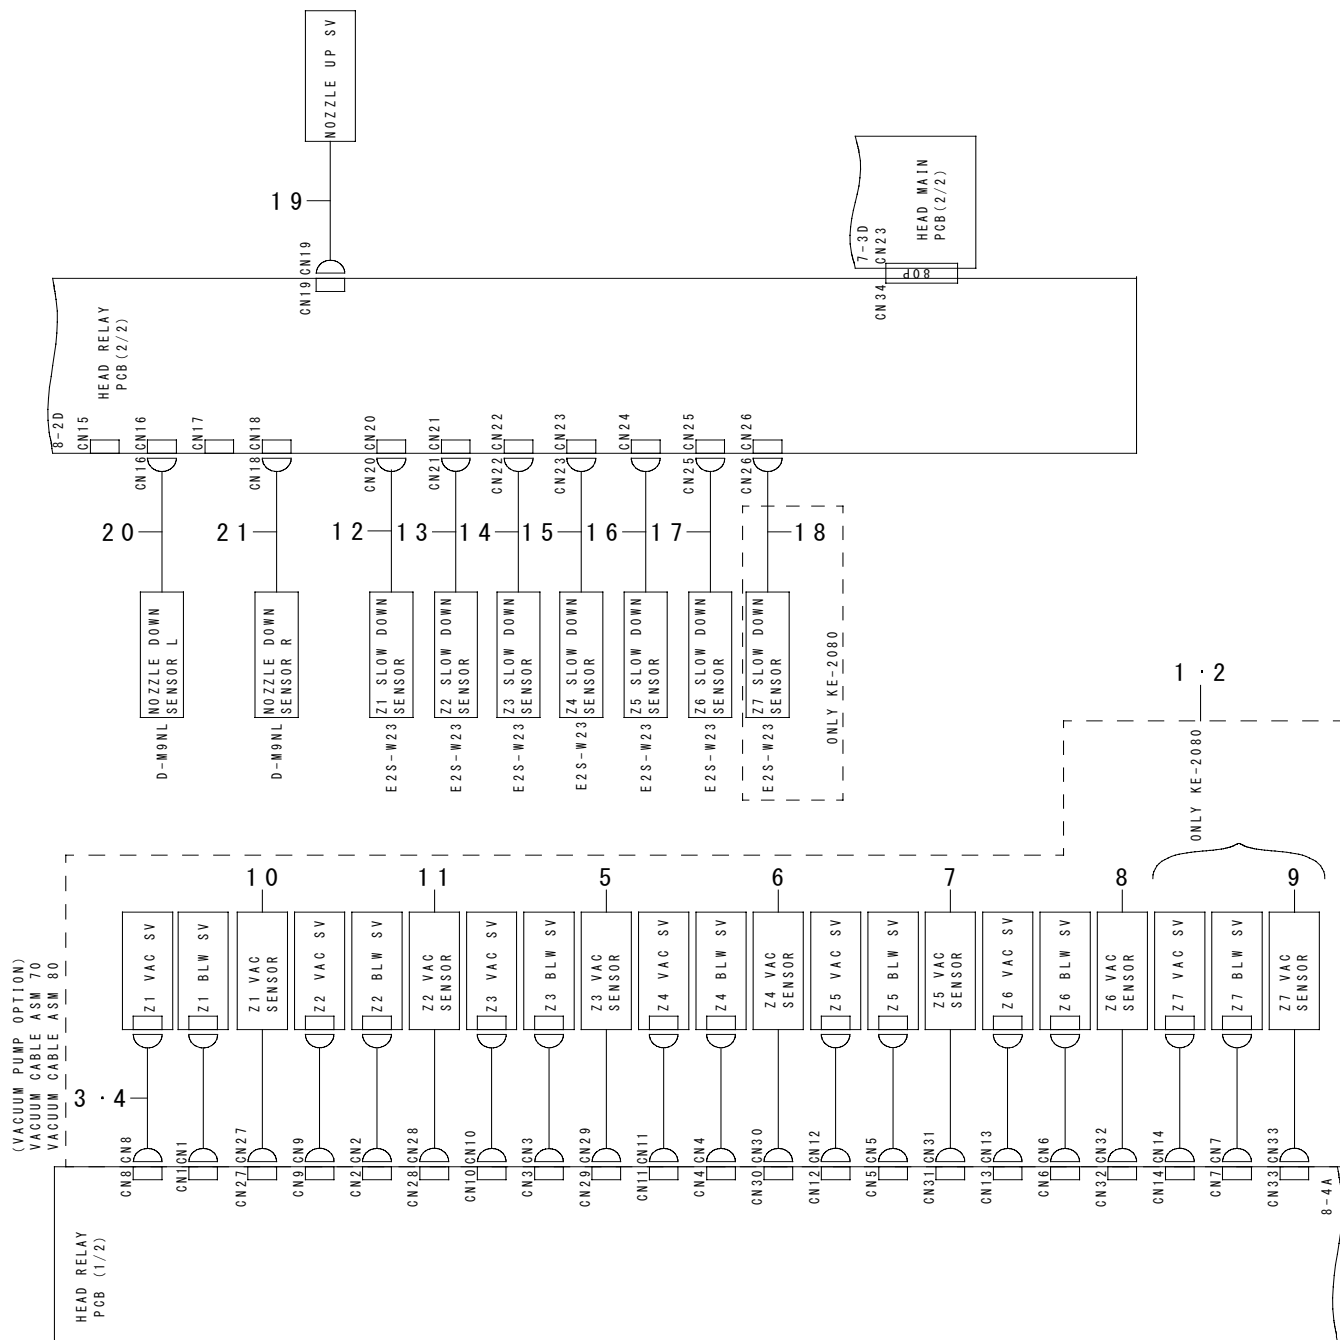 NOZZLE UP SV
19
CN19
CN19
HEAD MAIN
PCB(2/2)
7-3D
CN23
80P
CN34
HEAD RELAY
PCB(2/2)
8-2D
CN15
CN16
CN17
CN18
CN20
CN21
CN22
CN23
CN24
CN25
CN26
CN16
CN18
CN20
CN21
CN22
CN23
CN25
CN26
20
21
12
13
14
15
16
17
18
NOZZLE DOWN
SENSOR L
NOZZLE DOWN
SENSOR R
Z1 SLOW DOWN
SENSOR
Z2 SLOW DOWN
SENSOR
Z3 SLOW DOWN
SENSOR
Z4 SLOW DOWN
SENSOR
Z5 SLOW DOWN
SENSOR
Z6 SLOW DOWN
SENSOR
Z7 SLOW DOWN
SENSOR
ONLY KE-2080
D-M9NL
D-M9NL
E2S-W23
E2S-W23
E2S-W23
E2S-W23
E2S-W23
E2S-W23
E2S-W23
1・2
ONLY KE-2080
10
11
5
6
7
8
9
(VACUUM PUMP OPTION)
VACUUM CABLE ASM 70
VACUUM CABLE ASM 80
Z1 VAC SV
Z1 BLW SV
Z1 VAC
SENSOR
Z2 VAC SV
Z2 BLW SV
Z2 VAC
SENSOR
Z3 VAC SV
Z3 BLW SV
Z3 VAC
SENSOR
Z4 VAC SV
Z4 BLW SV
Z4 VAC
SENSOR
Z5 VAC SV
Z5 BLW SV
Z5 VAC
SENSOR
Z6 VAC SV
Z6 BLW SV
Z6 VAC
SENSOR
Z7 VAC SV
Z7 BLW SV
Z7 VAC
SENSOR
3・4
CN8
CN1
CN27
CN9
CN2
CN28
CN10
CN3
CN29
CN11
CN4
CN30
CN12
CN5
CN31
CN13
CN6
CN32
CN14
CN7
CN33
CN8
CN1
CN27
CN9
CN2
CN28
CN10
CN3
CN29
CN11
CN4
CN30
CN12
CN5
CN31
CN13
CN6
CN32
CN14
CN7
CN33
8-4A
HEAD RELAY
PCB (1/2)